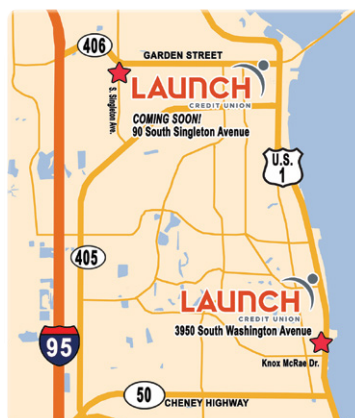 406
GARDEN STREET
S. Singleton Ave.
LAUNCH
CREDIT UNION
COMING SOON!
90 South Singleton Avenue
U.S.
1
405
LAUNCH
CREDIT UNION
3950 South Washington Avenue
95
Knox McRae Dr.
50
CHENEY HIGHWAY